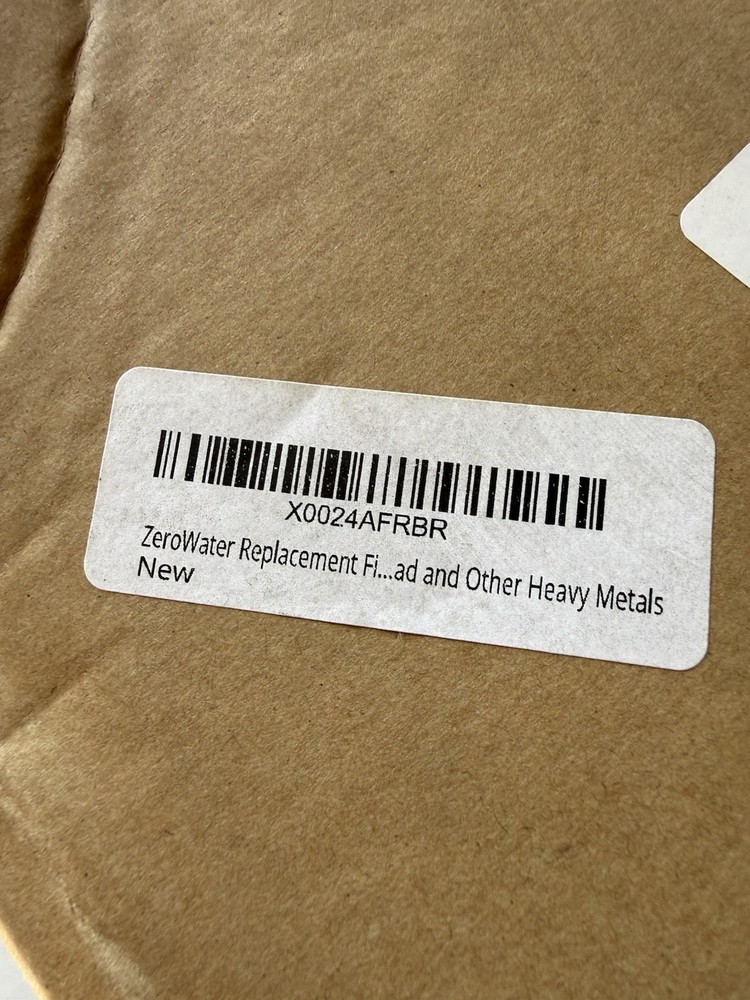 X0024AFRBR
ZeroWater Replacement Fi...ad and Other Heavy Metals
New